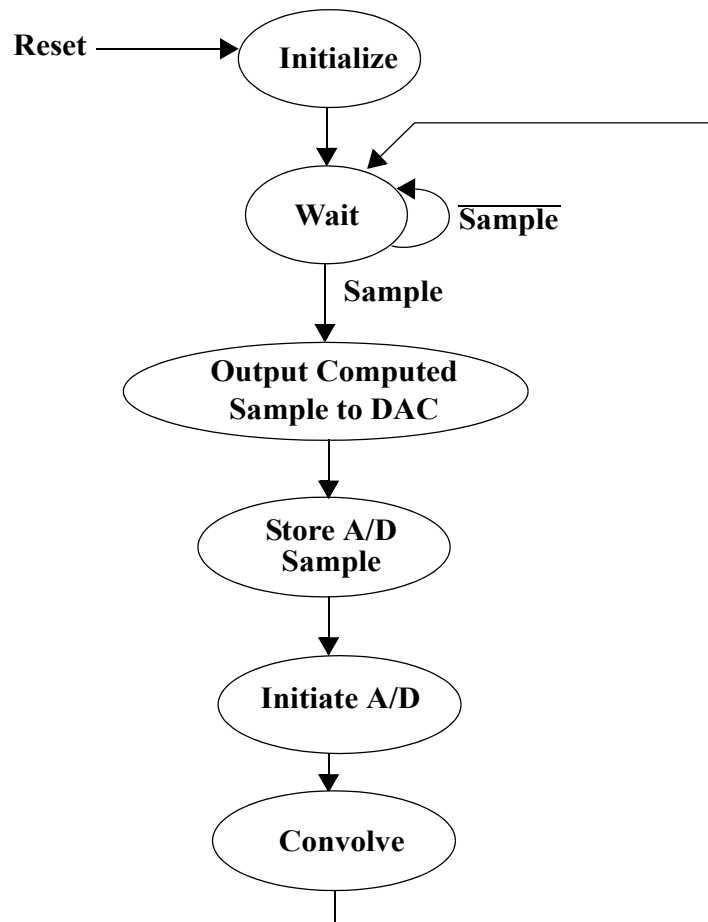 Reset
Initialize
Wait
Sample
Sample
Output Computed
Sample to DAC
Store A/D
Sample
Initiate A/D
Convolve